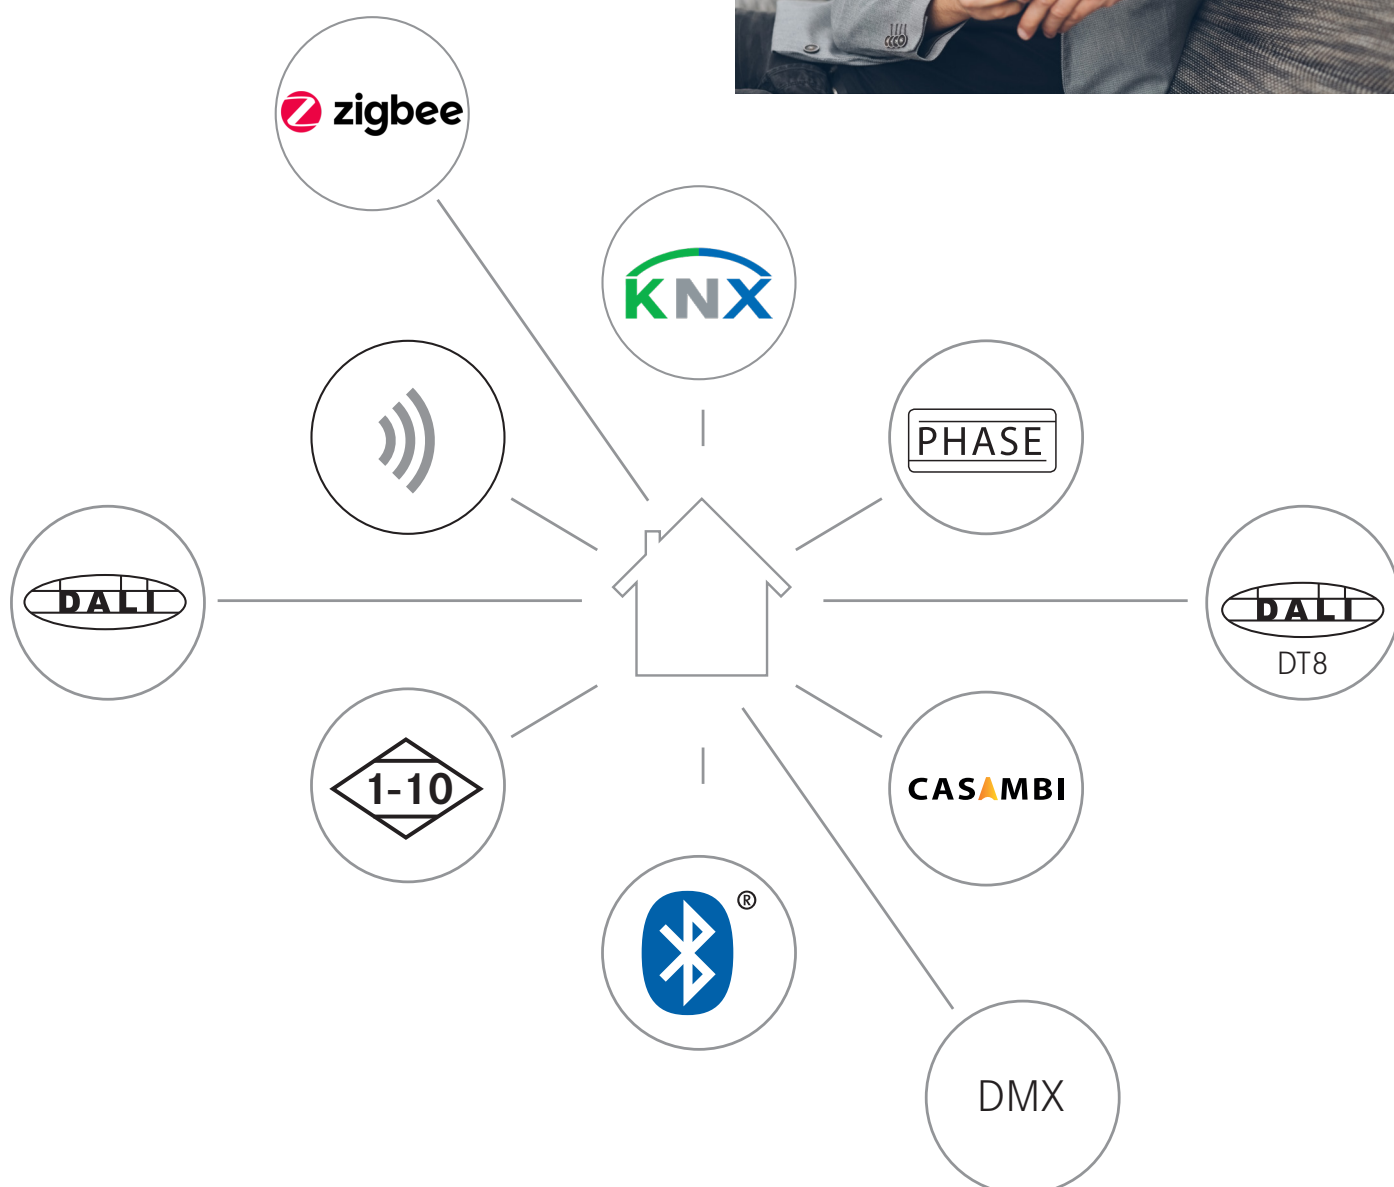 zigbee
KNX
PHASE
DALI
DALI
DT8
1-10
CASAMBI
®
DMX